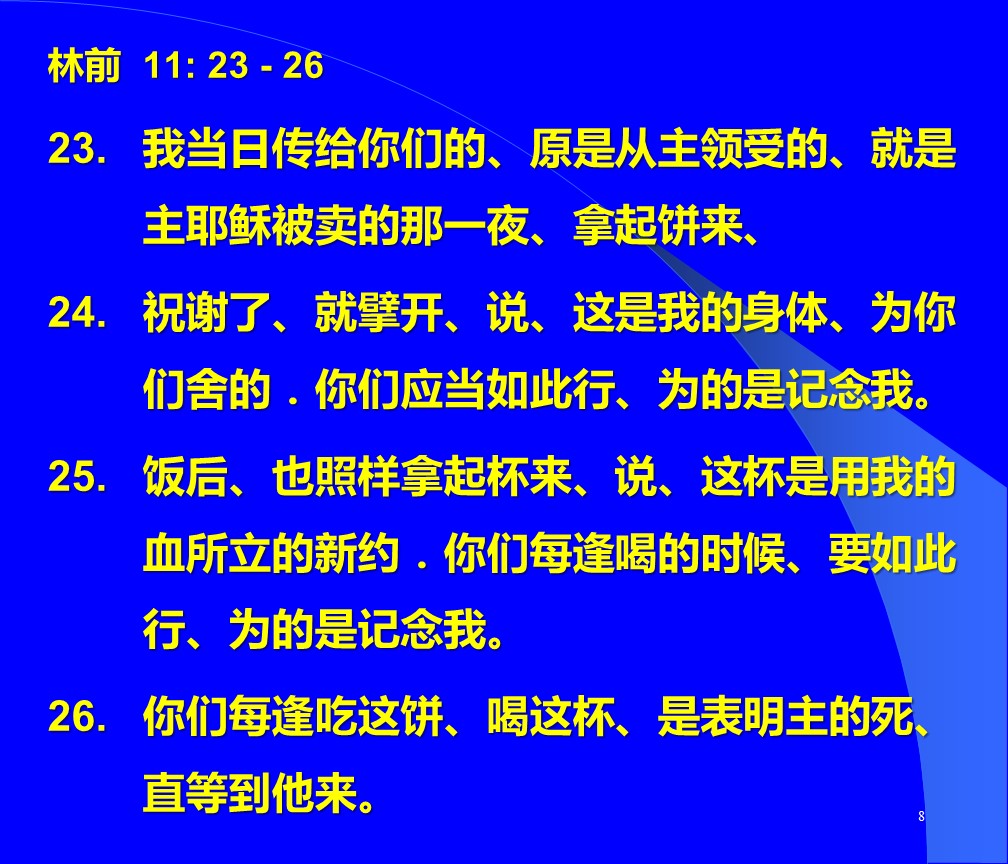 林前 11: 23 - 26
23. 我当日传给你们的、原是从主领受的、就是
主耶稣被卖的那一夜、拿起饼来、
24. 祝谢了、就擘开、说、这是我的身体、为你
们舍的．你们应当如此行、为的是记念我。
25. 饭后、也照样拿起杯来、说、这杯是用我的
血所立的新约．你们每逢喝的时候、要如此
行、为的是记念我。
26. 你们每逢吃这饼、喝这杯、是表明主的死、
直等到他来。
8